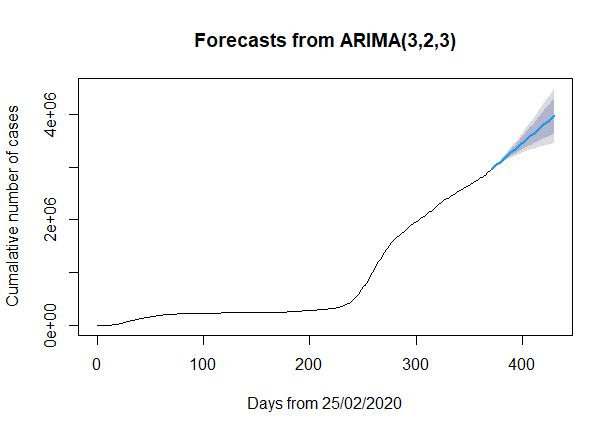 Forecasts from ARIMA(3,2,3)
Cumalative number of cases
4e+06
2e+06
0e+00
0 100 200 300 400
Days from 25/02/2020